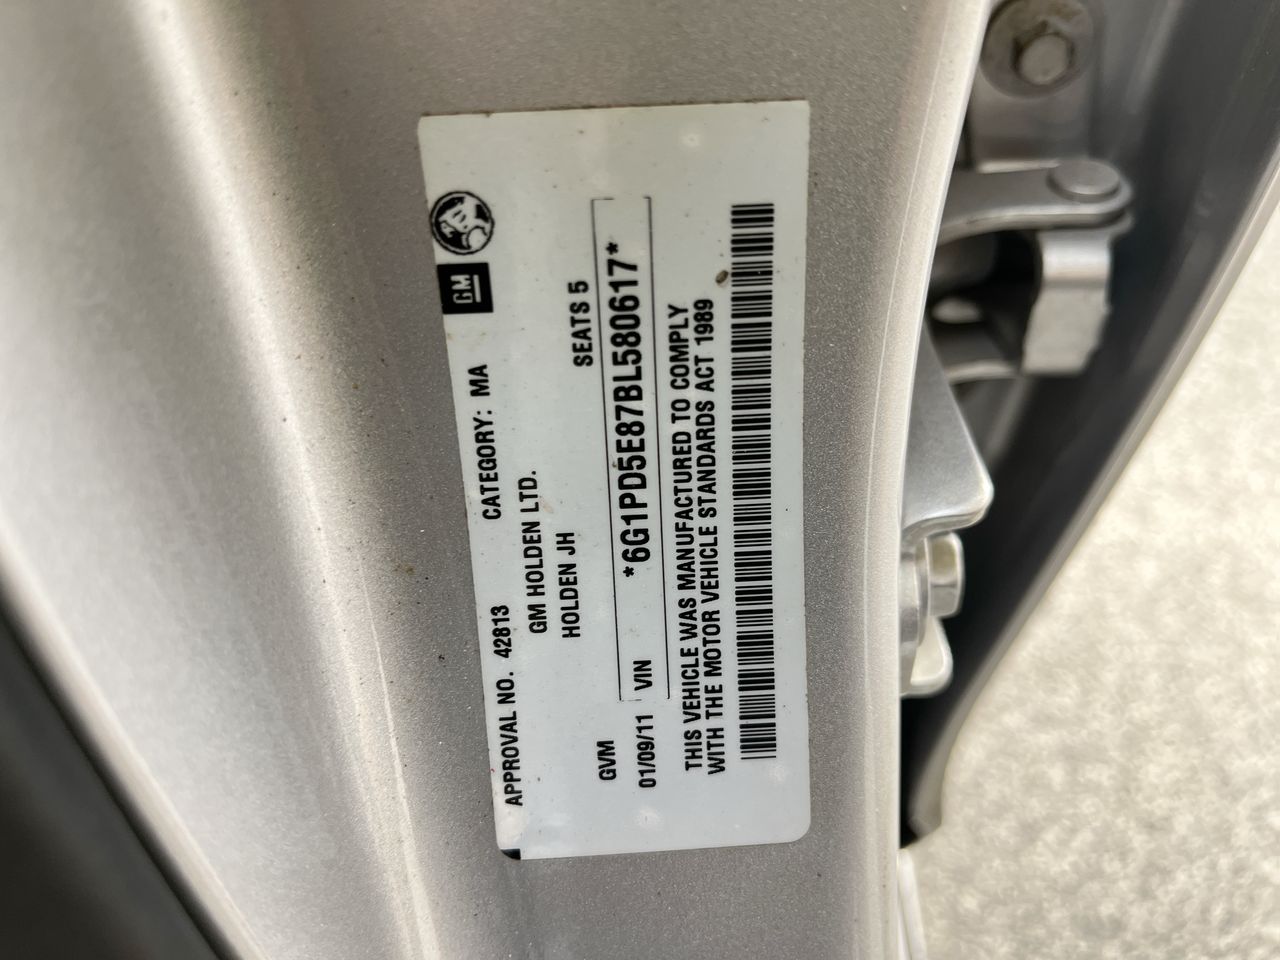 GM
APPROVAL NO. 42813 CATEGORY: MA
GM HOLDEN LTD.
HOLDEN JH
SEATS 5
GVM
01/09/11 VIN *6G1PD5E87BL580617*
THIS VEHICLE WAS MANUFACTURED TO COMPLY
WITH THE MOTOR VEHICLE STANDARDS ACT 1989